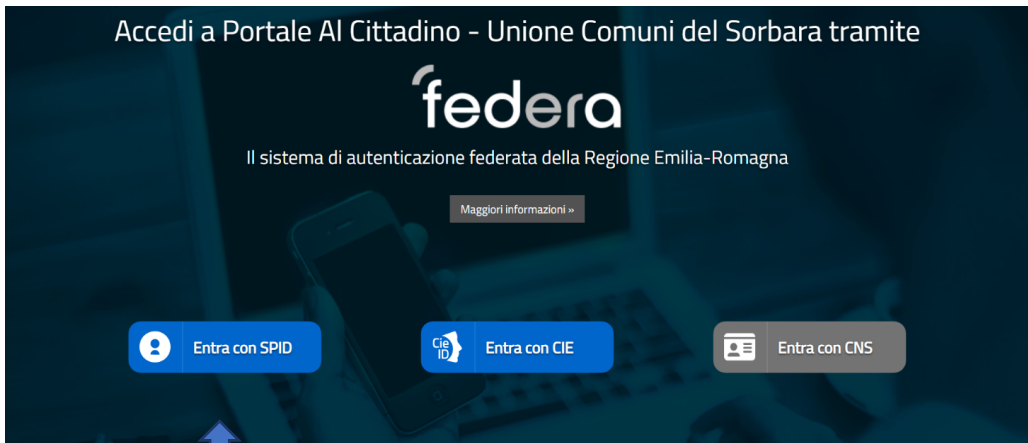 Accedi a Portale Al Cittadino - Unione Comuni del Sorbara tramite
federa
Il sistema di autenticazione federata della Regione Emilia-Romagna
Maggiori informazioni »
Entra con SPID
Cie ID
Entra con CIE
Entra con CNS